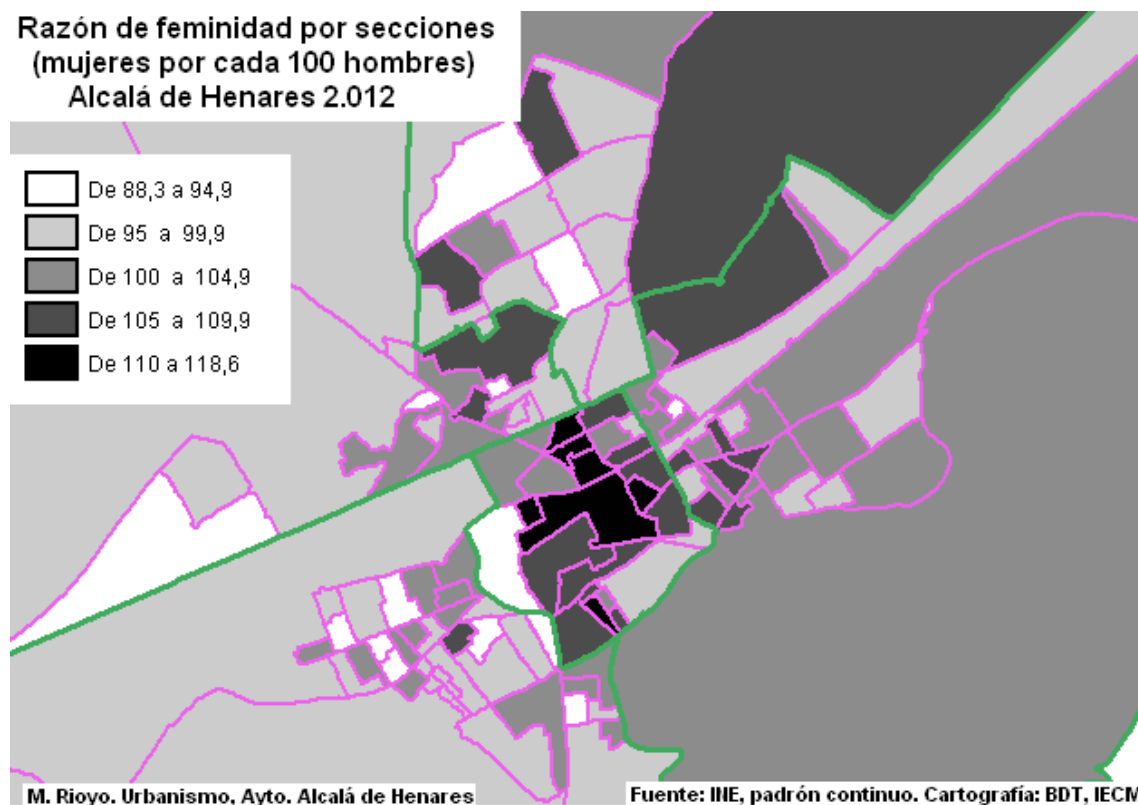 Razón de feminidad por secciones
(mujeres por cada 100 hombres)
Alcalá de Henares 2.012
De 88,3 a 94,9
De 95 a 99,9
De 100 a 104,9
De 105 a 109,9
De 110 a 118,6
M. Rioyo. Urbanismo, Ayto. Alcalá de Henares
Fuente: INE, padrón continuo. Cartografía: BDT, IECM